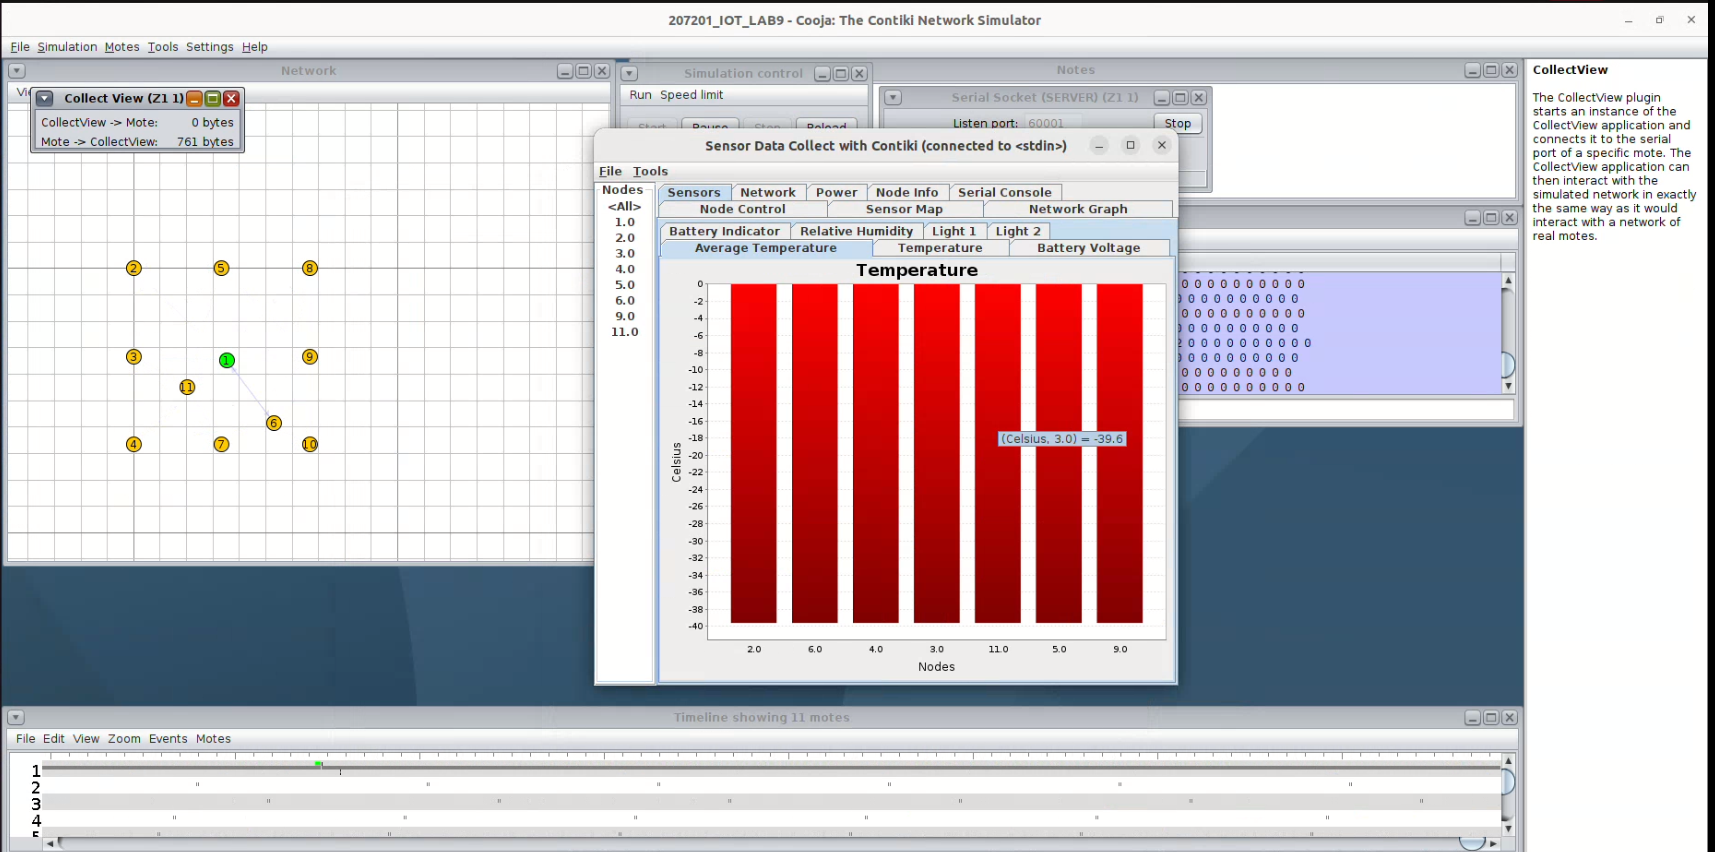 207201_IOT_LAB9 - Cooja: The Contiki Network Simulator
File Simulation Motes Tools Settings Help
Network
Collect View (Z1 1)
CollectView -> Mote: 0 bytes
Mote -> CollectView: 761 bytes
2 5 8
3 1 9
11
6
4 7 10
Simulation control
Run Speed limit
Start Pause Stop Reload
Notes
Serial Socket (SERVER) (Z1 1)
Listen port: 60001 Stop
Sensor Data Collect with Contiki (connected to <stdin>)
File Tools
Nodes
<All>
1.0
2.0
3.0
4.0
5.0
6.0
9.0
11.0
Sensors Network Power Node Info Serial Console
Node Control Sensor Map Network Graph
Battery Indicator Relative Humidity Light 1 Light 2
Average Temperature Temperature Battery Voltage
Temperature
0
-2
-4
-6
-8
-10
-12
-14
-16
-18
-20
-22
-24
-26
-28
-30
-32
-34
-36
-38
-40
Celsius
(Celsius, 3.0) = -39.6
2.0 6.0 4.0 3.0 11.0 5.0 9.0
Nodes
0 0 0 0 0 0 0 0 0 0
0 0 0 0 0 0 0 0 0
0 0 0 0 0 0 0 0 0 0
0 0 0 0 0 0 0 0 0
0 0 0 0 0 0 0 0 0 0
0 0 0 0 0 0 0 0 0
0 0 0 0 0 0 0 0 0
0 0 0 0 0 0 0 0 0 0
CollectView
The CollectView plugin
starts an instance of the
CollectView application and
connects it to the serial
port of a specific mote. The
CollectView application can
then interact with the
simulated network in exactly
the same way as it would
interact with a network of
real motes.
Timeline showing 11 motes
File Edit View Zoom Events Motes
1
2
3
4